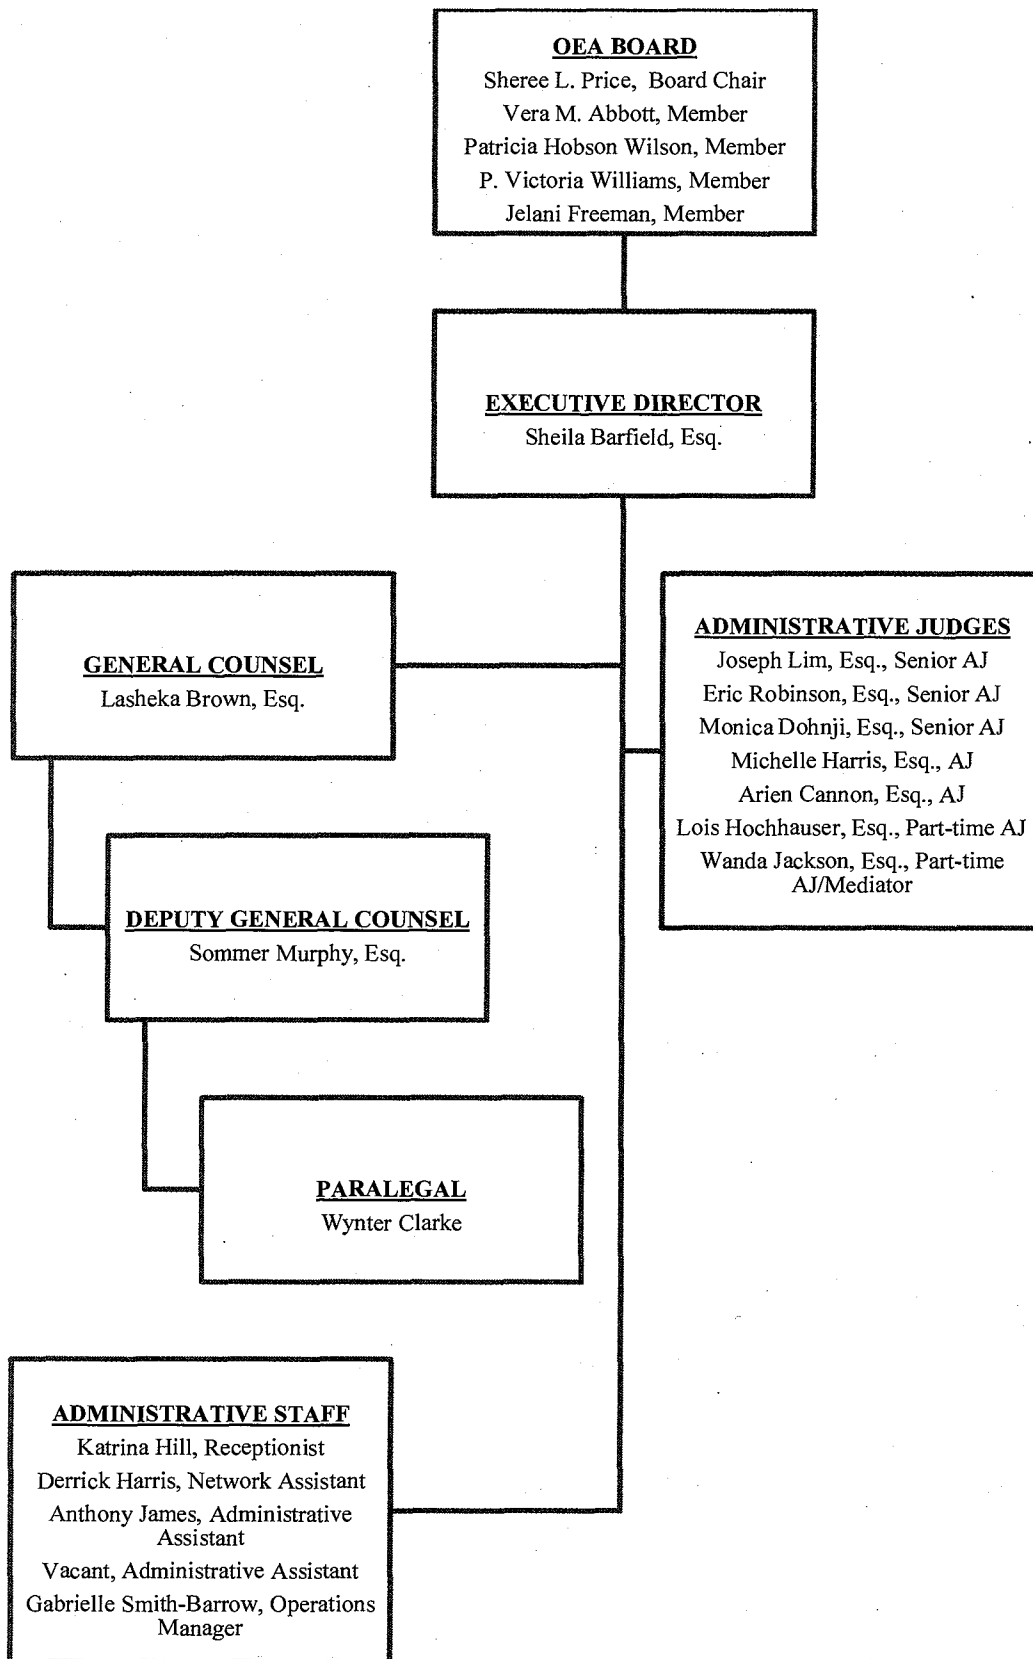 OEA BOARD
Sheree L. Price, Board Chair
Vera M. Abbott, Member
Patricia Hobson Wilson, Member
P. Victoria Williams, Member
Jelani Freeman, Member
EXECUTIVE DIRECTOR
Sheila Barfield, Esq.
GENERAL COUNSEL
Lasheka Brown, Esq.
ADMINISTRATIVE JUDGES
Joseph Lim, Esq., Senior AJ
Eric Robinson, Esq., Senior AJ
Monica Dohnji, Esq., Senior AJ
Michelle Harris, Esq., AJ
Arien Cannon, Esq., AJ
Lois Hochhauser, Esq., Part-time AJ
Wanda Jackson, Esq., Part-time
AJ/Mediator
DEPUTY GENERAL COUNSEL
Sommer Murphy, Esq.
PARALEGAL
Wynter Clarke
ADMINISTRATIVE STAFF
Katrina Hill, Receptionist
Derrick Harris, Network Assistant
Anthony James, Administrative
Assistant
Vacant, Administrative Assistant
Gabrielle Smith-Barrow, Operations
Manager